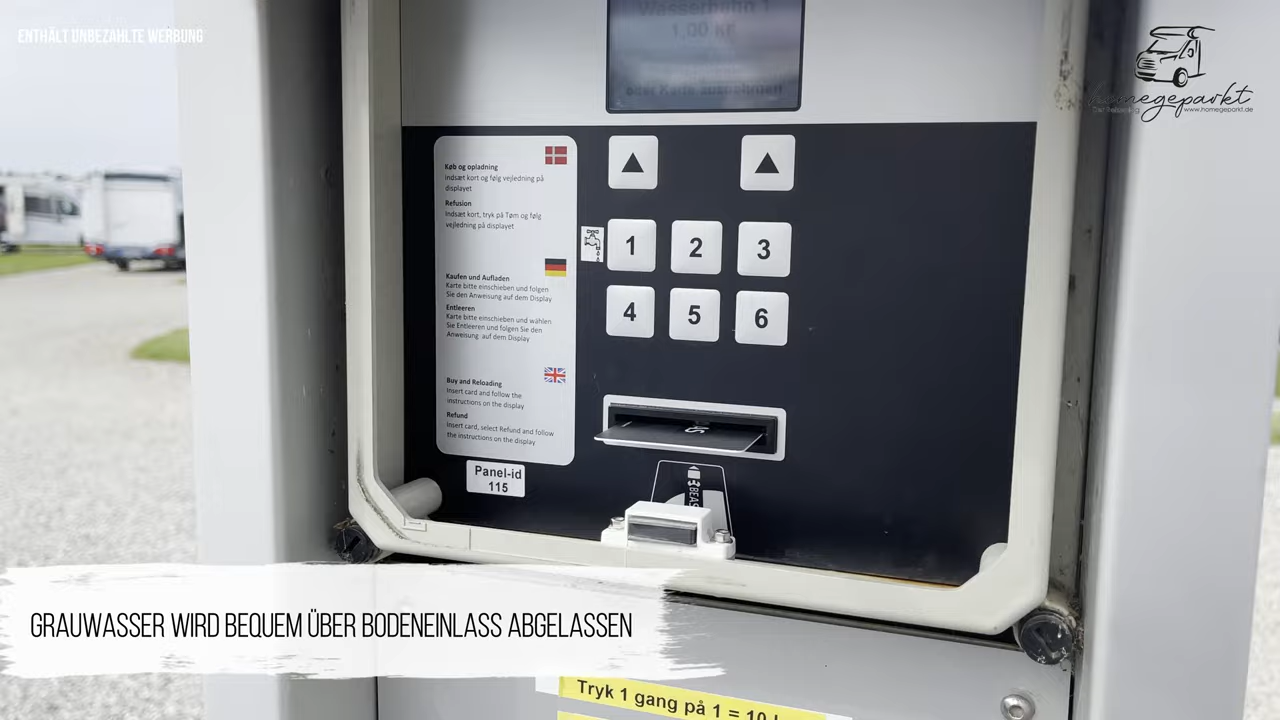 ENTHÄLT UNBEZAHLTE WERBUNG
homegeparkt
www.homegeparkt.de
Wasserhahn 1
1,00 Kr
oder Karte
Køb og opladning
Indsæt kort og følg vejledning på
displayet
Refusion
Indsæt kort, tryk på Tøm og følg
vejledning på displayet
Kaufen und Aufladen
Karte bitte einschieben und folgen
Sie den Anweisung auf dem Display
Entleeren
Karte bitte einschieben und wählen
Sie Entleeren und folgen Sie den
Anweisung auf dem Display
Buy and Reloading
Insert card and follow the
instructions on the display
Refund
Insert card, select Refund and follow
the instructions on the display
Panel-id
115
1 2 3
4 5 6
GRAUWASSER WIRD BEQUEM ÜBER BODENEINLASS ABGELASSEN
Tryk 1 gang på 1 = 10